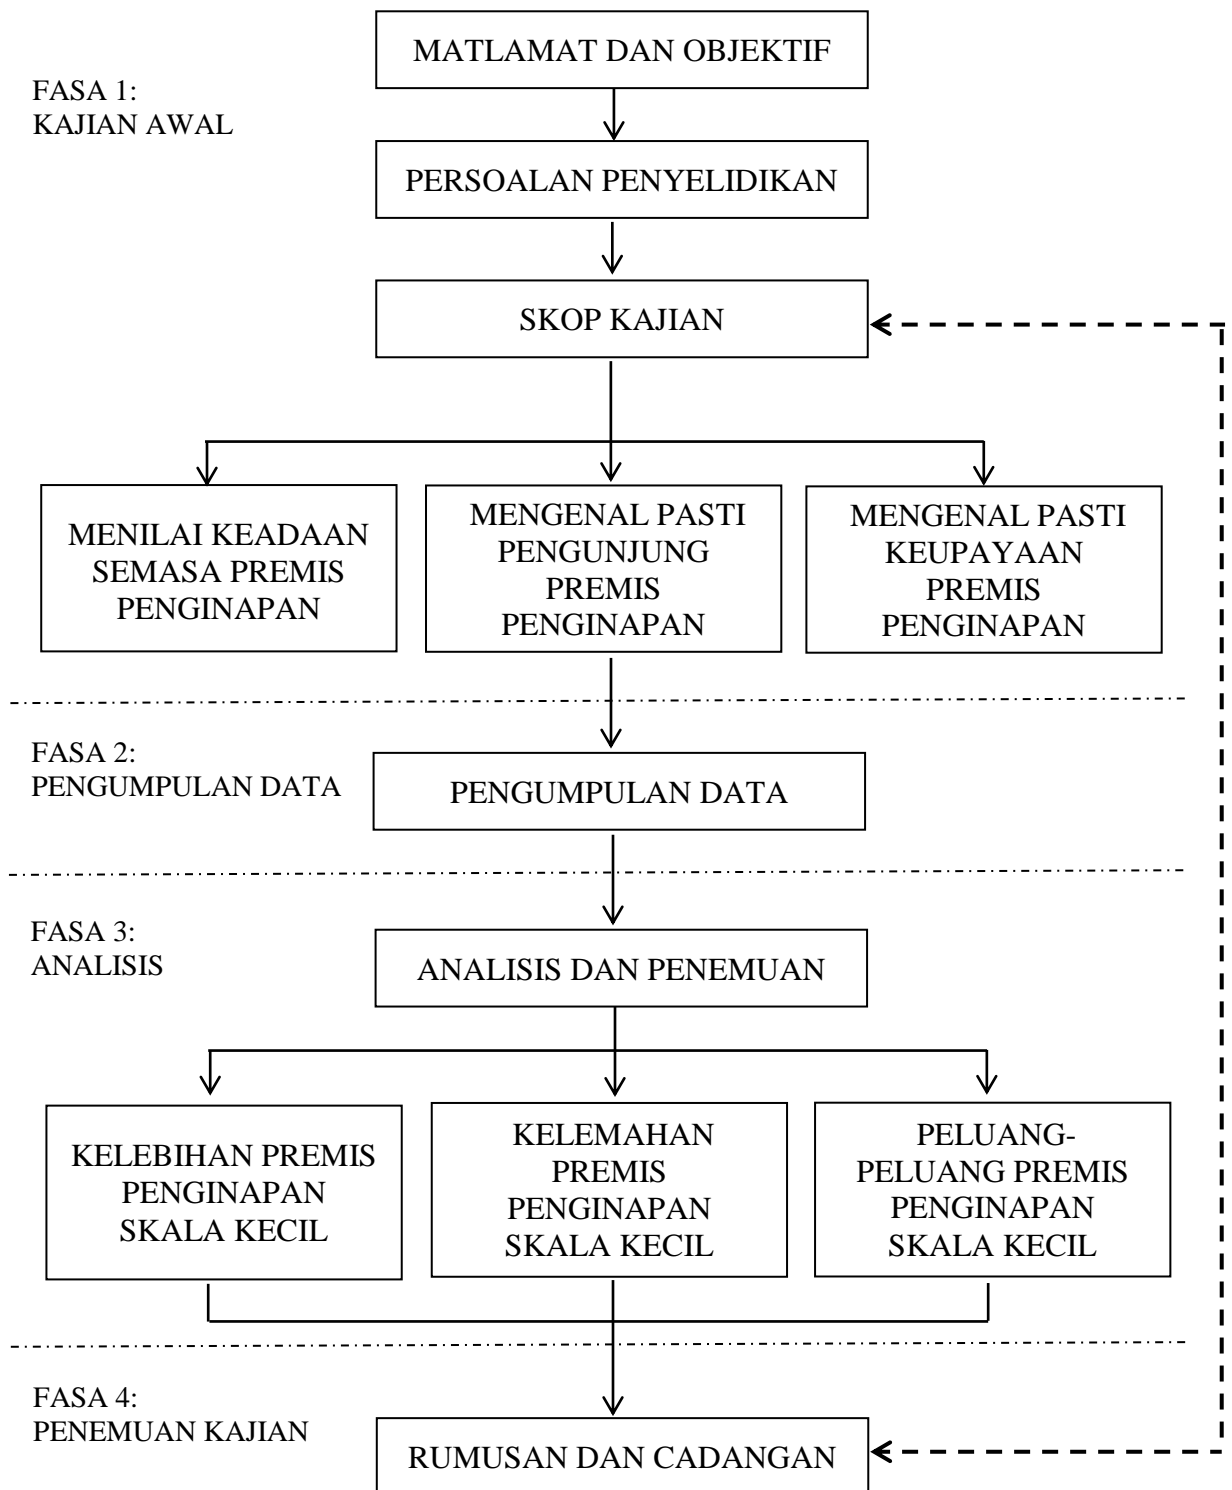 MATLAMAT DAN OBJEKTIF
FASA 1:
KAJIAN AWAL
PERSOALAN PENYELIDIKAN
SKOP KAJIAN
MENILAI KEADAAN
SEMASA PREMIS
PENGINAPAN
MENGENAL PASTI
PENGUNJUNG
PREMIS
PENGINAPAN
MENGENAL PASTI
KEUPAYAAN
PREMIS
PENGINAPAN
FASA 2:
PENGUMPULAN DATA
PENGUMPULAN DATA
FASA 3:
ANALISIS
ANALISIS DAN PENEMUAN
KELEBIHAN PREMIS
PENGINAPAN
SKALA KECIL
KELEMAHAN
PREMIS
PENGINAPAN
SKALA KECIL
PELUANG-
PELUANG PREMIS
PENGINAPAN
SKALA KECIL
FASA 4:
PENEMUAN KAJIAN
RUMUSAN DAN CADANGAN